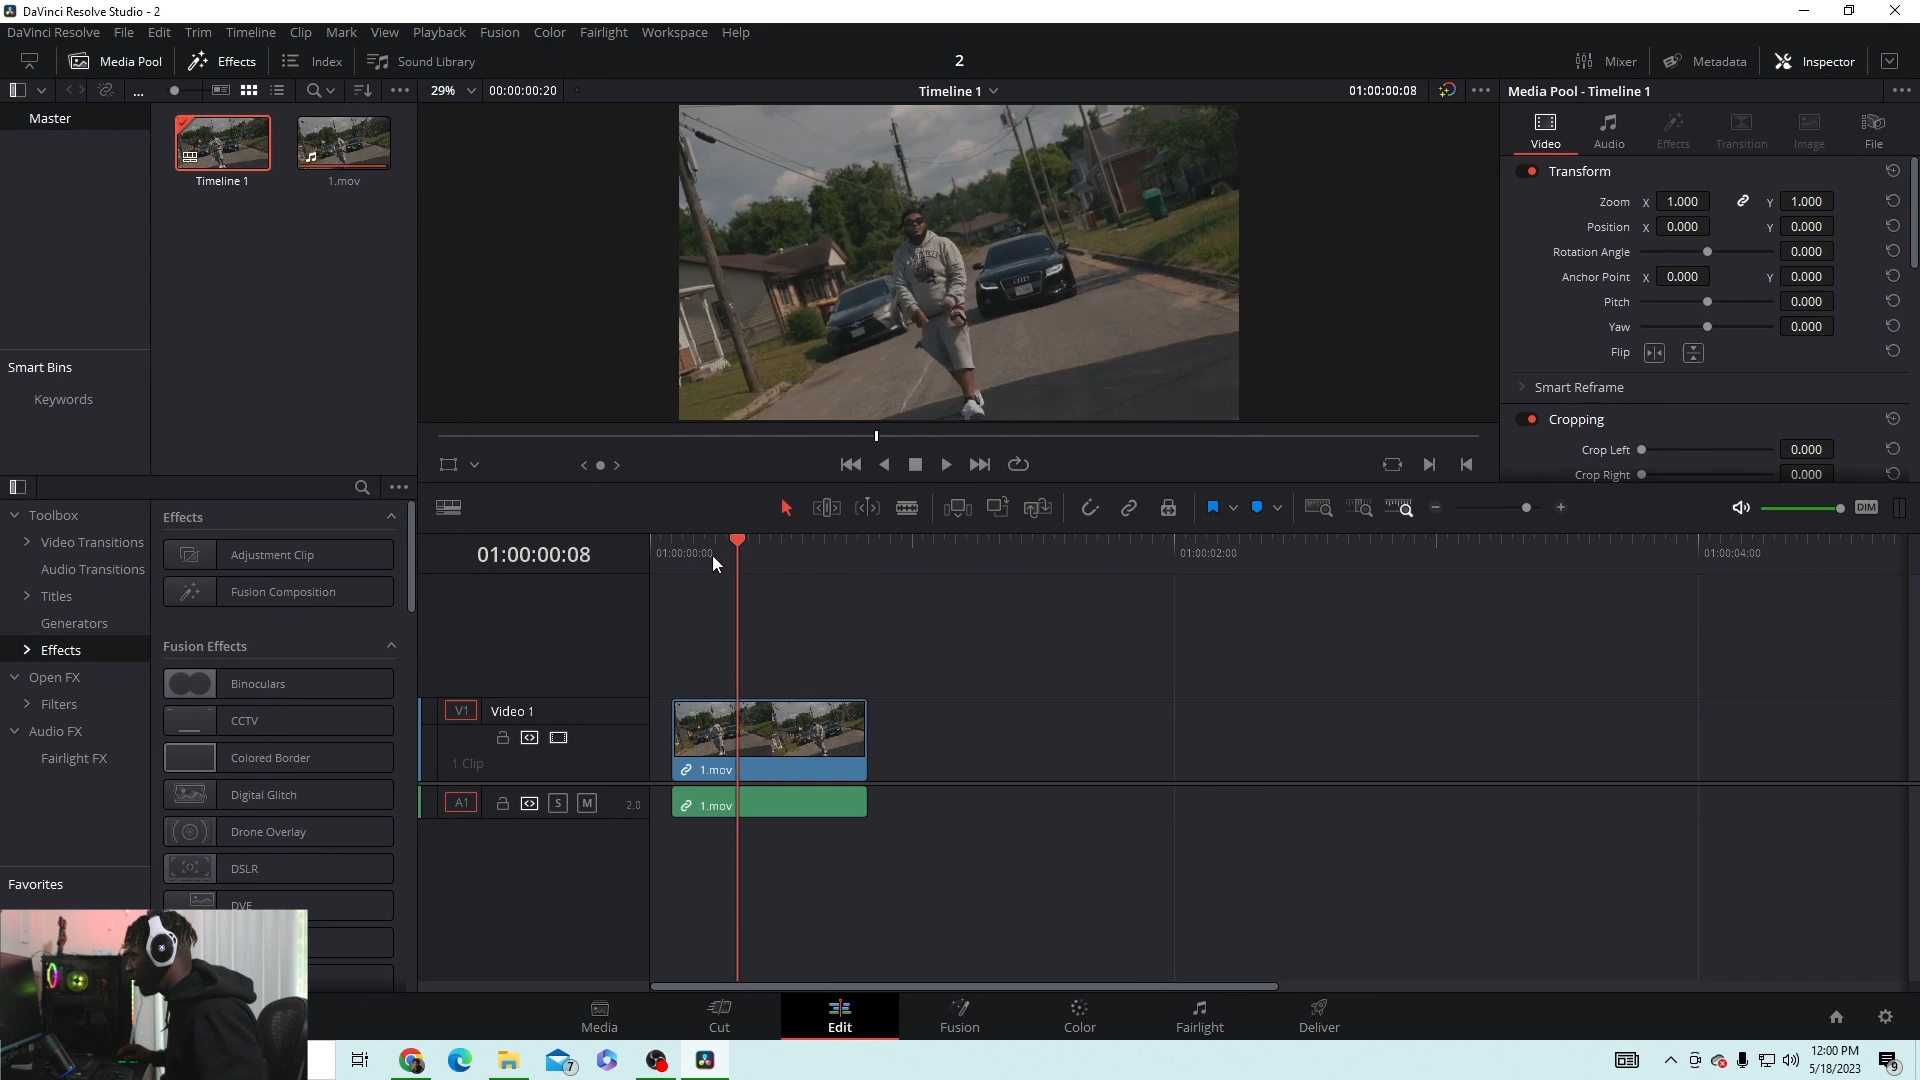 DaVinci Resolve Studio - 2
DaVinci Resolve File Edit Trim Timeline Clip Mark View Playback Fusion Color Fairlight Workspace Help
Media Pool Effects Index Sound Library 2 Mixer Metadata Inspector
... 29% 00:00:00:20 Timeline 1 01:00:00:08 Media Pool - Timeline 1
Master
Timeline 1
1.mov
Video Audio Effects Transition Image File
Transform
Zoom X 1.000 Y 1.000
Position X 0.000 Y 0.000
Rotation Angle 0.000
Anchor Point X 0.000 Y 0.000
Pitch 0.000
Yaw 0.000
Flip
Smart Reframe
Cropping
Crop Left 0.000
Crop Right 0.000
Smart Bins
Keywords
Toolbox
Video Transitions
Audio Transitions
Titles
Generators
Effects
Open FX
Filters
Audio FX
Fairlight FX
Favorites
Effects
Adjustment Clip
Fusion Composition
Fusion Effects
Binoculars
CCTV
Colored Border
Digital Glitch
Drone Overlay
DSLR
DVE
DIM
01:00:00:08
01:00:00:00 01:00:02:00 01:00:04:00
V1 Video 1
1 Clip
1.mov
A1 S M 2.0
1.mov
Media Cut Edit Fusion Color Fairlight Deliver
7
12:00 PM
5/18/2023
9